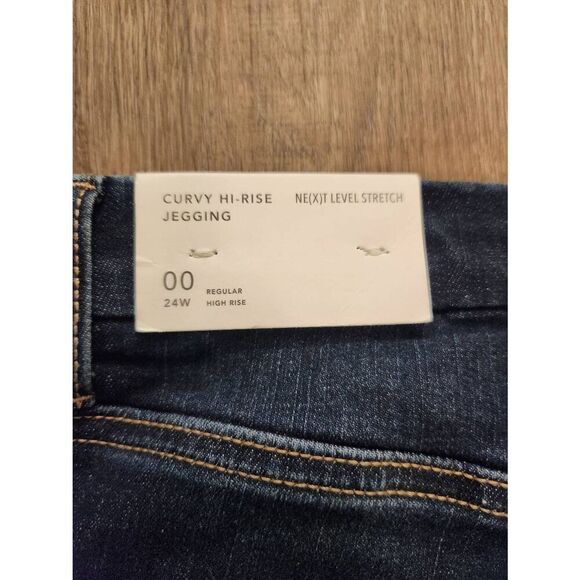 CURVY HI-RISE NE(X)T LEVEL STRETCH
JEGGING
00 REGULAR
24W HIGH RISE